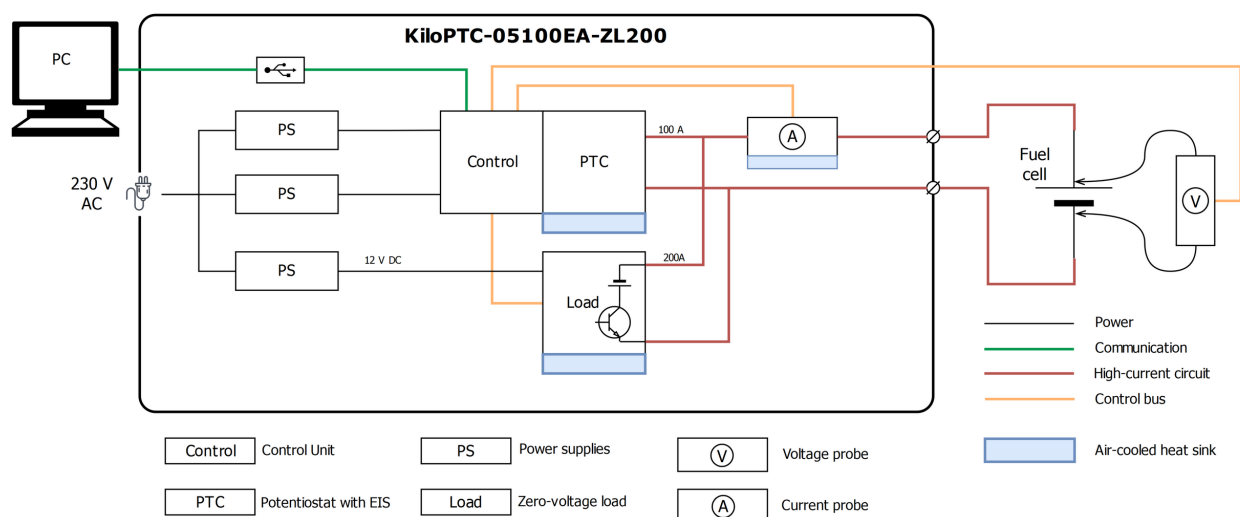 KiloPTC-05100EA-ZL200
PC
PS
100 A
A
Control
PTC
Fuel
cell
230 V
AC
PS
V
PS
12 V DC
200A
Load
Power
Communication
High-current circuit
Control bus
Control
Control Unit
PS
Power supplies
V
Voltage probe
Air-cooled heat sink
PTC
Potentiostat with EIS
Load
Zero-voltage load
A
Current probe